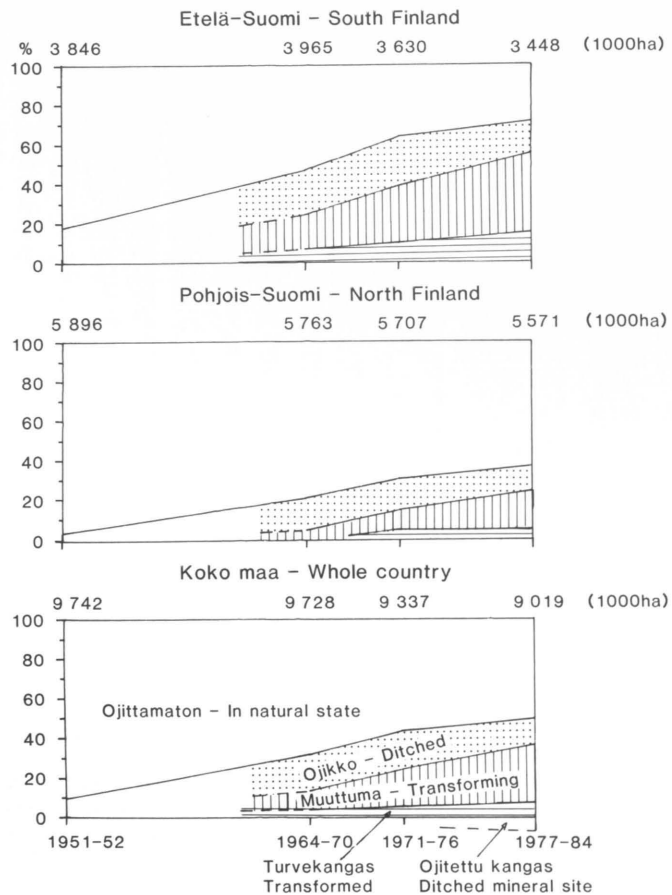 Etelä-Suomi – South Finland
% 3 846 3 965 3 630 3 448 (1000ha)
100
80
60
40
20
0
Pohjois-Suomi – North Finland
5 896 5 763 5 707 5 571 (1000ha)
100
80
60
40
20
0
Koko maa – Whole country
9 742 9 728 9 337 9 019 (1000ha)
100
80
60
Ojittamaton – In natural state
40
Ojikko – Ditched
20
Muuttuma – Transforming
0
1951–52 1964–70 1971–76 1977–84
Turvekangas Ojitettu kangas
Transformed Ditched mineral site